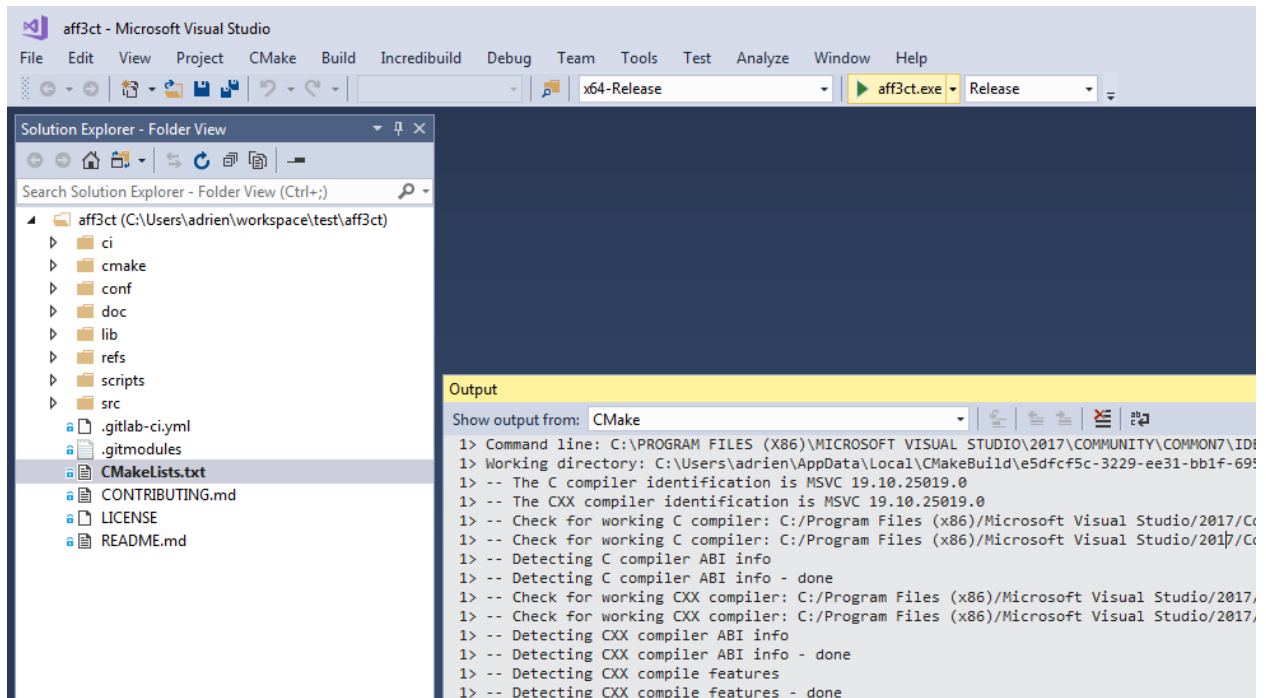 aff3ct - Microsoft Visual Studio
File Edit View Project CMake Build Incredibuild Debug Team Tools Test Analyze Window Help
x64-Release aff3ct.exe Release
Solution Explorer - Folder View
Search Solution Explorer - Folder View (Ctrl+;)
aff3ct (C:\Users\adrien\workspace\test\aff3ct)
ci
cmake
conf
doc
lib
refs
scripts
src
.gitlab-ci.yml
.gitmodules
CMakeLists.txt
CONTRIBUTING.md
LICENSE
README.md
Output
Show output from: CMake
1> Command line: C:\PROGRAM FILES (X86)\MICROSOFT VISUAL STUDIO\2017\COMMUNITY\COMMON7\IDE
1> Working directory: C:\Users\adrien\AppData\Local\CMakeBuild\e5dfcf5c-3229-ee31-bb1f-695
1> -- The C compiler identification is MSVC 19.10.25019.0
1> -- The CXX compiler identification is MSVC 19.10.25019.0
1> -- Check for working C compiler: C:/Program Files (x86)/Microsoft Visual Studio/2017/Co
1> -- Check for working C compiler: C:/Program Files (x86)/Microsoft Visual Studio/2017/Co
1> -- Detecting C compiler ABI info
1> -- Detecting C compiler ABI info - done
1> -- Check for working CXX compiler: C:/Program Files (x86)/Microsoft Visual Studio/2017/
1> -- Check for working CXX compiler: C:/Program Files (x86)/Microsoft Visual Studio/2017/
1> -- Detecting CXX compiler ABI info
1> -- Detecting CXX compiler ABI info - done
1> -- Detecting CXX compile features
1> -- Detecting CXX compile features - done